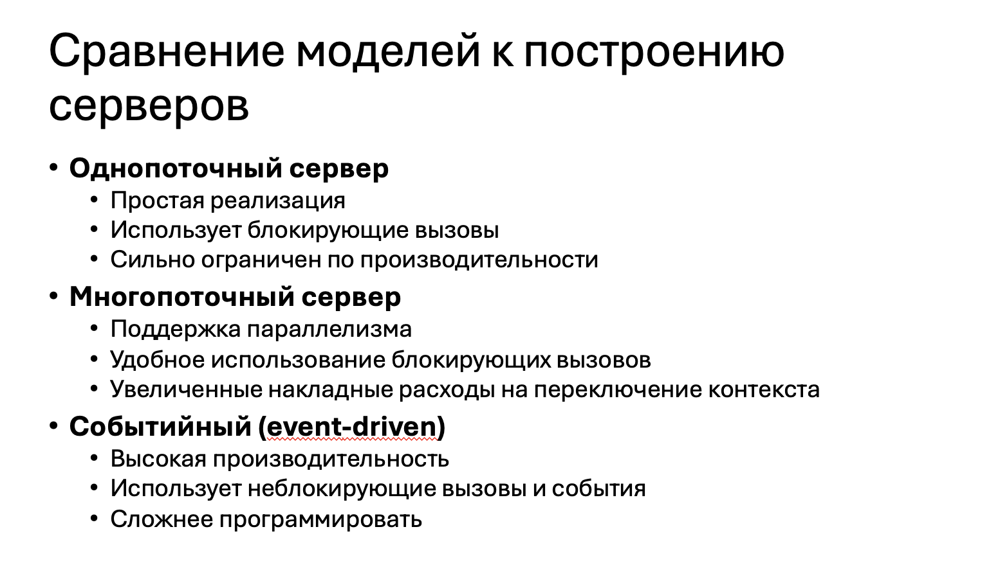 Сравнение моделей к построению
серверов
• Однопоточный сервер
• Простая реализация
• Использует блокирующие вызовы
• Сильно ограничен по производительности
• Многопоточный сервер
• Поддержка параллелизма
• Удобное использование блокирующих вызовов
• Увеличенные накладные расходы на переключение контекста
• Событийный (event-driven)
• Высокая производительность
• Использует неблокирующие вызовы и события
• Сложнее программировать